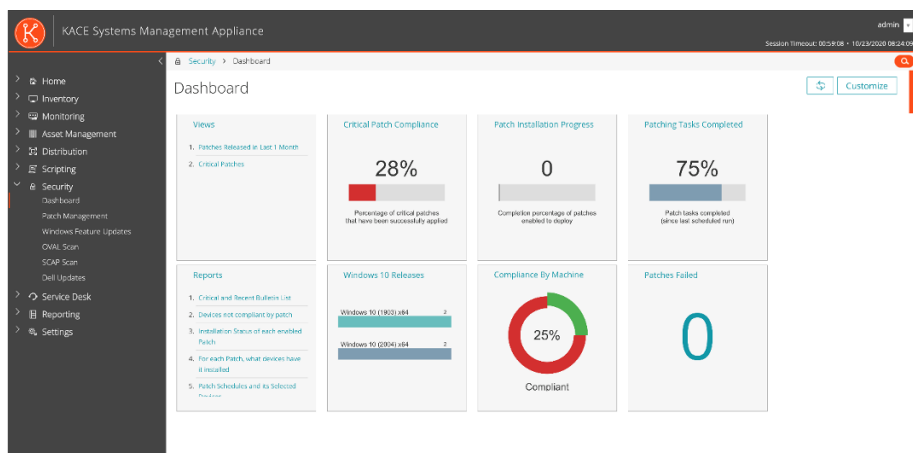 KACE Systems Management Appliance
admin
Session Timeout: 00:59:08 • 10/23/2020 08:24:09
Security > Dashboard
Home
Inventory
Monitoring
Asset Management
Distribution
Scripting
Security
Dashboard
Patch Management
Windows Feature Updates
OVAL Scan
SCAP Scan
Dell Updates
Service Desk
Reporting
Settings
Dashboard
Customize
Views
1. Patches Released in Last 1 Month
2. Critical Patches
Critical Patch Compliance
28%
Percentage of critical patches
that have been successfully applied
Patch Installation Progress
0
Completion percentage of patches
enabled to deploy
Patching Tasks Completed
75%
Patch tasks completed
(since last scheduled run)
Reports
1. Critical and Recent Bulletin List
2. Devices not compliant by patch
3. Installation Status of each enabled
Patch
4. For each Patch, what devices have
it installed
5. Patch Schedules and its Selected
Devices
Windows 10 Releases
Windows 10 (1903) x64 2
Windows 10 (2004) x64 2
Compliance By Machine
25%
Compliant
Patches Failed
0